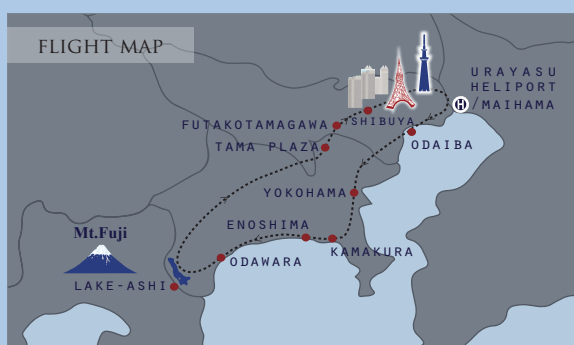 FLIGHT MAP
URAYASU
HELIPORT
H
/MAIHAMA
SHIBUYA
FUTAKOTAMAGAWA
ODAIBA
TAMA PLAZA
YOKOHAMA
ENOSHIMA
Mt.Fuji
KAMAKURA
ODAWARA
LAKE-ASHI